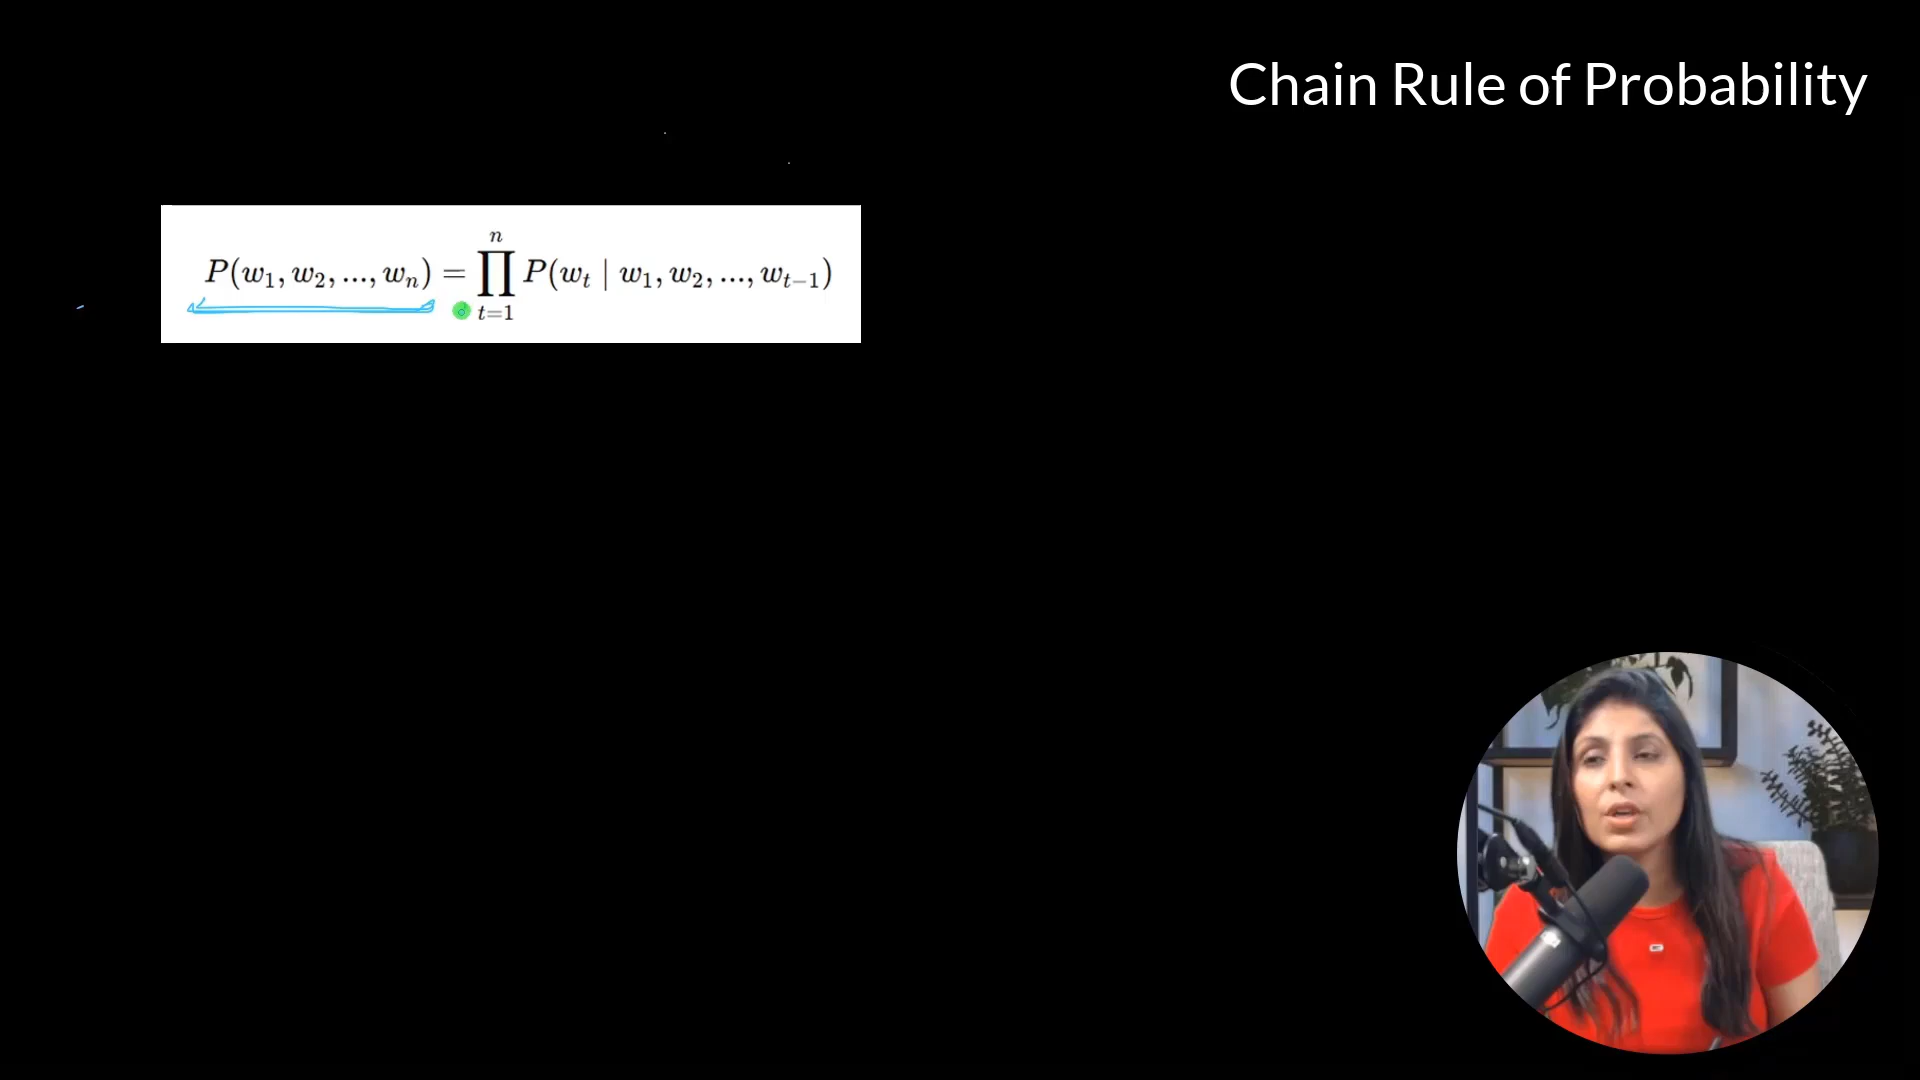 Chain Rule of Probability
P(w₁, w₂, ..., wₙ) = ∏ₜ₌₁ⁿ P(wₜ | w₁, w₂, ..., wₜ₋₁)